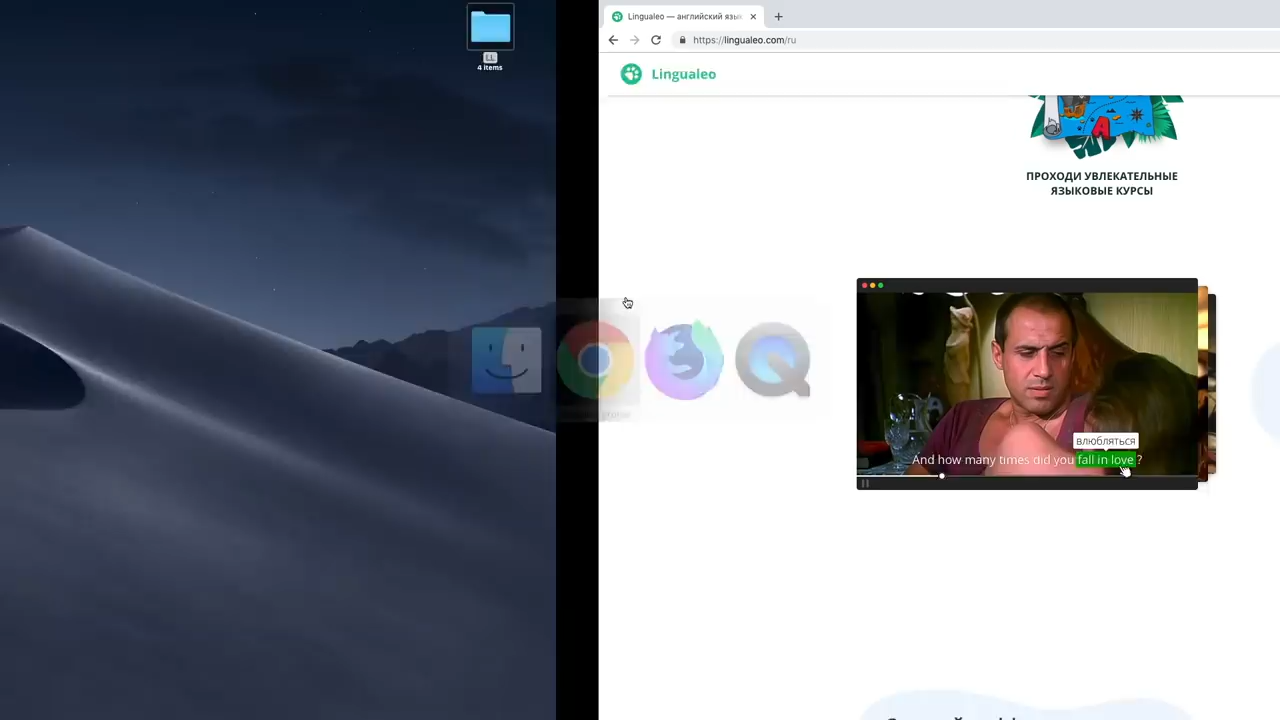 4 items
Lingualeo — английский язы
https://lingualeo.com/ru
Lingualeo
A
ПРОХОДИ УВЛЕКАТЕЛЬНЫЕ
ЯЗЫКОВЫЕ КУРСЫ
влюбляться
And how many times did you fall in love ?